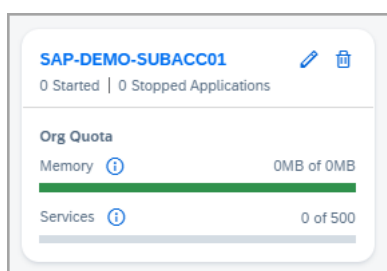 SAP-DEMO-SUBACC01
0 Started | 0 Stopped Applications
Org Quota
Memory 0MB of 0MB
Services 0 of 500